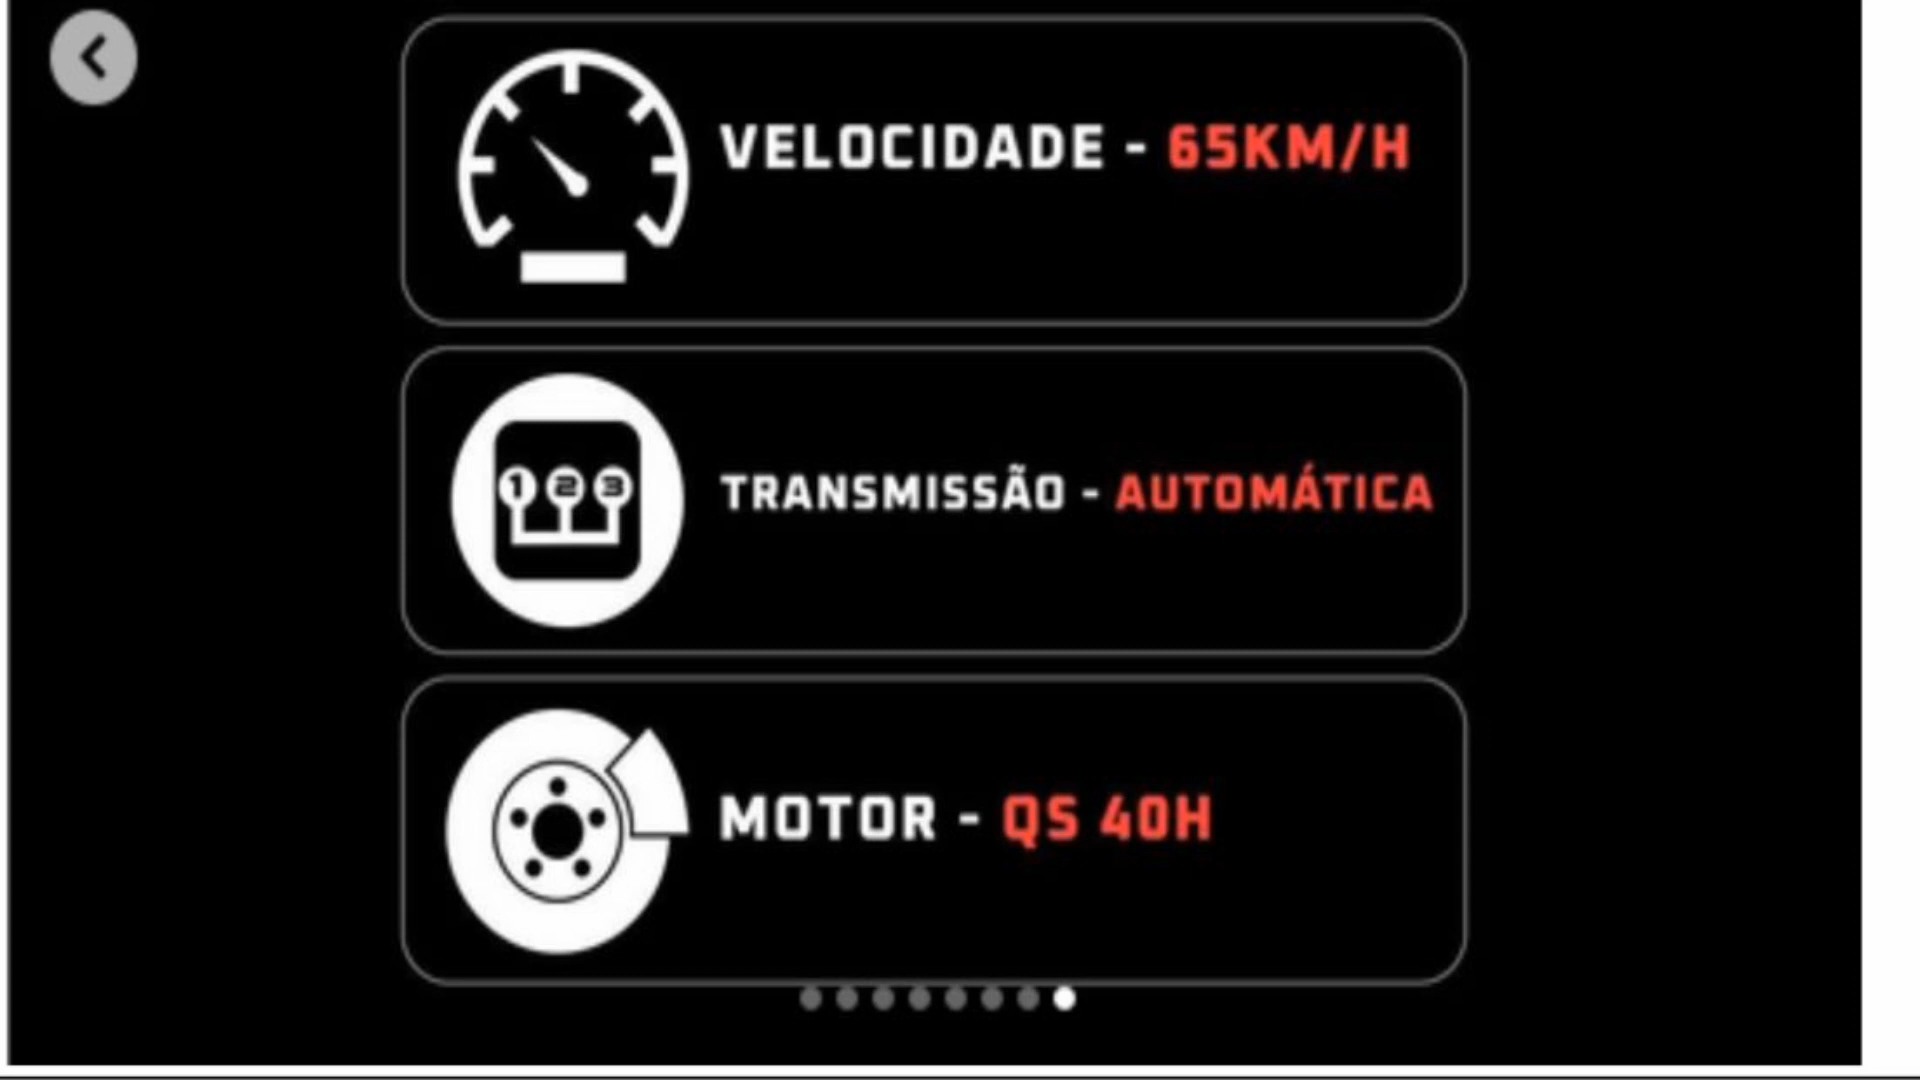 VELOCIDADE - 65KM/H
1 2 3
TRANSMISSÃO - AUTOMÁTICA
MOTOR - QS 40H